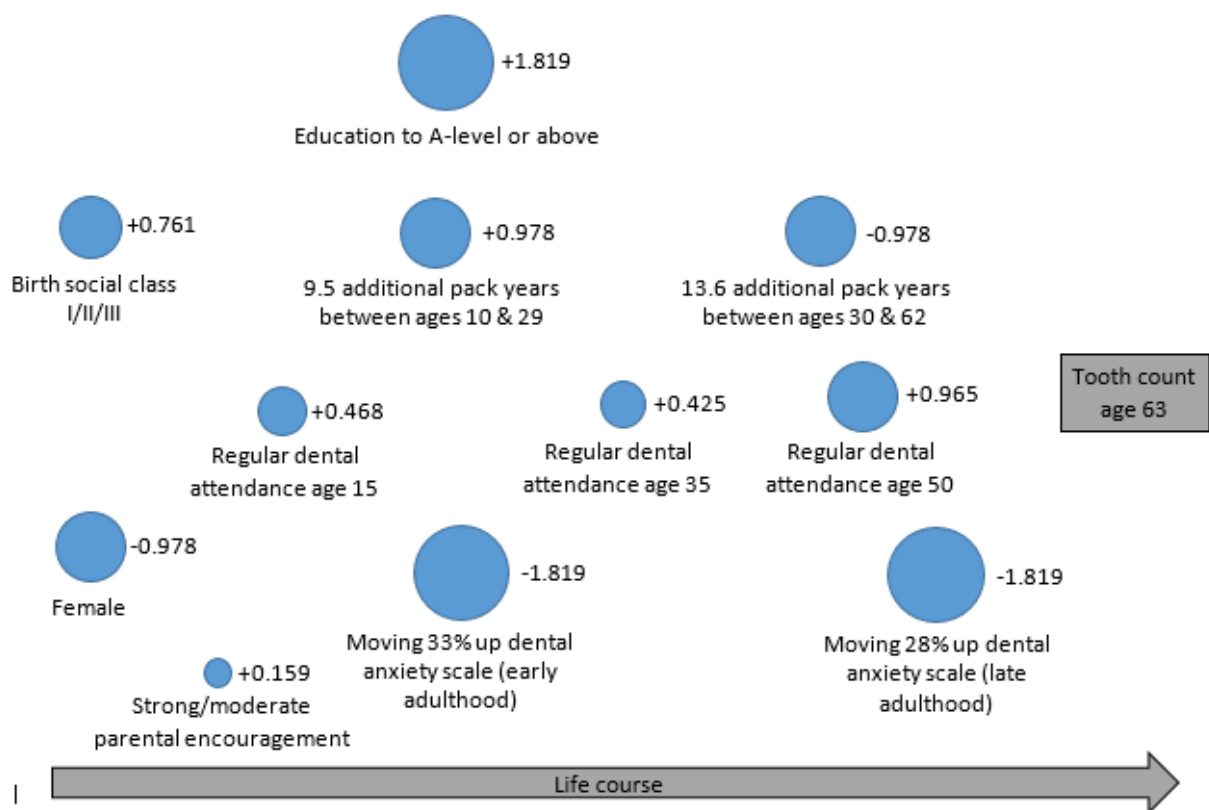 +1.819
Education to A-level or above
+0.761
Birth social class
I/II/III
+0.978
9.5 additional pack years
between ages 10 & 29
-0.978
13.6 additional pack years
between ages 30 & 62
+0.468
Regular dental
attendance age 15
+0.425
Regular dental
attendance age 35
+0.965
Regular dental
attendance age 50
Tooth count
age 63
-0.978
Female
+0.159
Strong/moderate
parental encouragement
-1.819
Moving 33% up dental
anxiety scale (early
adulthood)
-1.819
Moving 28% up dental
anxiety scale (late
adulthood)
Life course
|